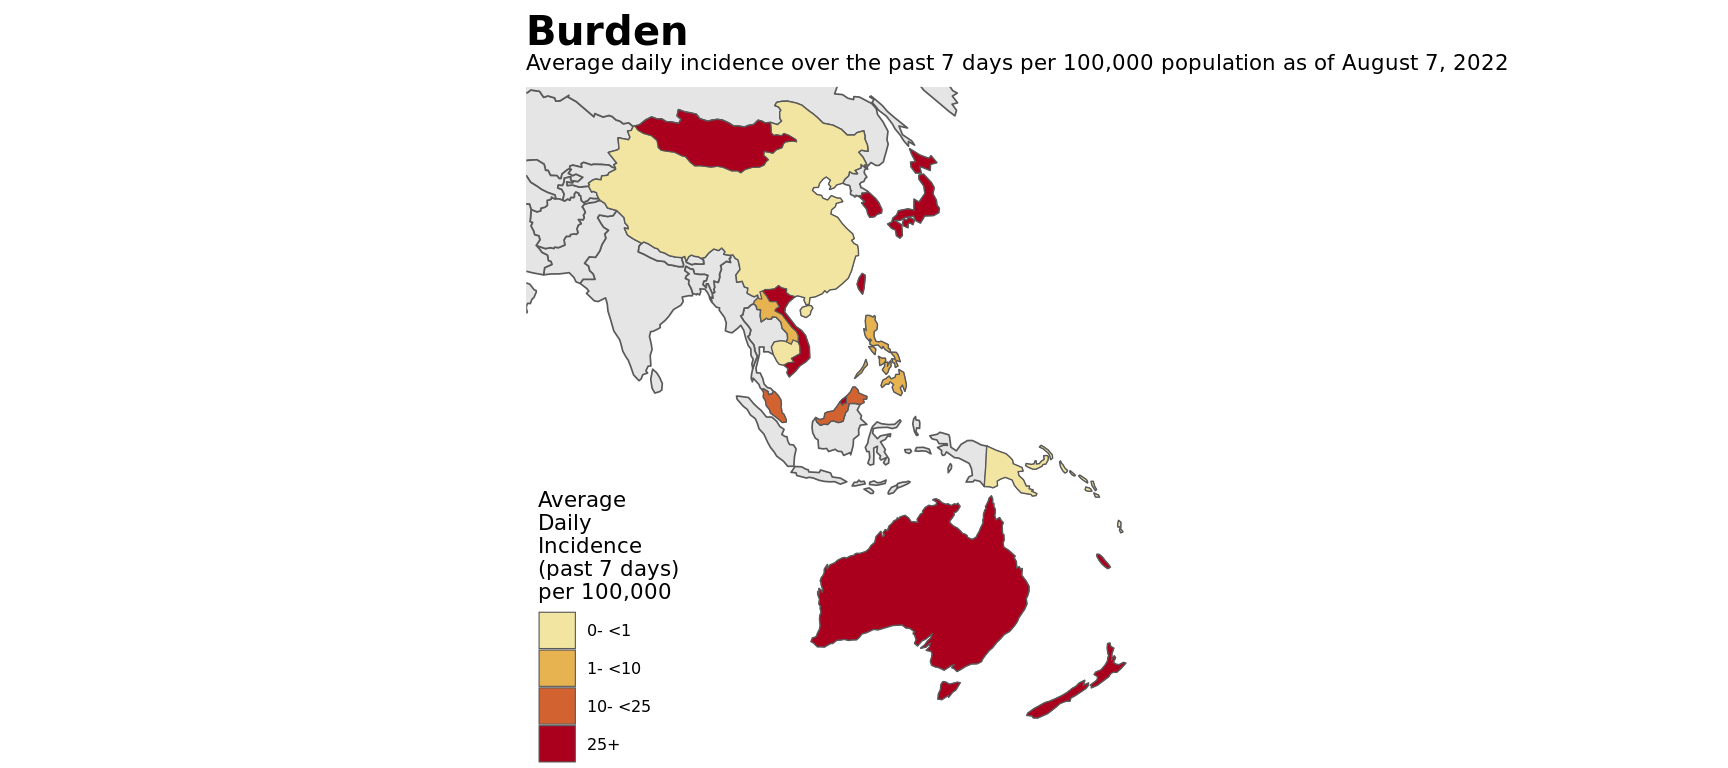 Burden
Average daily incidence over the past 7 days per 100,000 population as of August 7, 2022
Average
Daily
Incidence
(past 7 days)
per 100,000
0- <1
1- <10
10- <25
25+